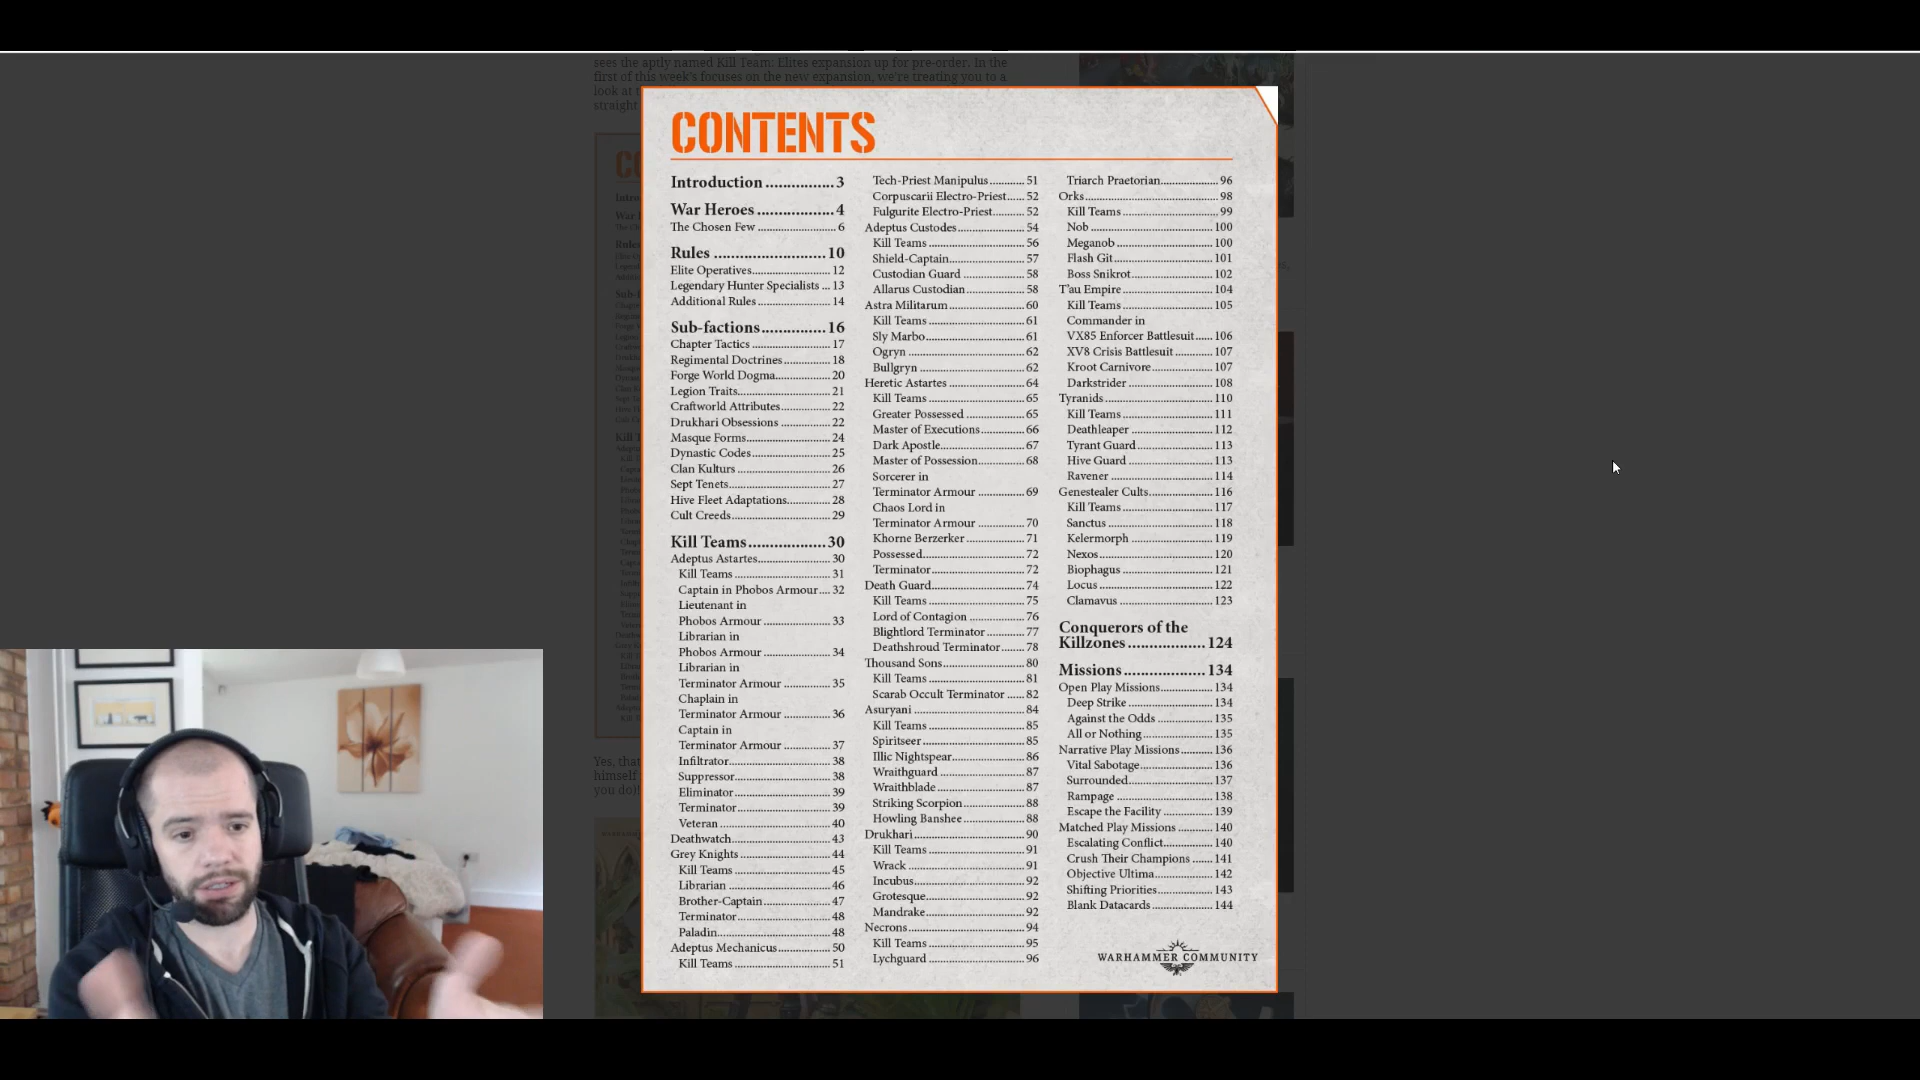 sees the aptly named Kill Team: Elites expansion up for pre-order. In the
first of this week's focuses on the new expansion, we're treating you to a
look at t
straight
CONTENTS
Introduction ................ 3
War Heroes .................. 4
The Chosen Few ........................ 6
Rules .......................... 10
Elite Operatives......................... 12
Legendary Hunter Specialists ... 13
Additional Rules ....................... 14
Sub-factions............... 16
Chapter Tactics ......................... 17
Regimental Doctrines ............... 18
Forge World Dogma................. 20
Legion Traits............................. 21
Craftworld Attributes................ 22
Drukhari Obsessions ................ 22
Masque Forms.......................... 24
Dynastic Codes......................... 25
Clan Kulturs ............................. 26
Sept Tenets................................ 27
Hive Fleet Adaptations.............. 28
Cult Creeds............................... 29
Kill Teams.................. 30
Adeptus Astartes....................... 30
Kill Teams .............................. 31
Captain in Phobos Armour.... 32
Lieutenant in
Phobos Armour ..................... 33
Librarian in
Phobos Armour ..................... 34
Librarian in
Terminator Armour ............... 35
Chaplain in
Terminator Armour ............... 36
Captain in
Terminator Armour ............... 37
Infiltrator................................ 38
Suppressor.............................. 38
Eliminator .............................. 39
Terminator.............................. 39
Veteran ................................... 40
Deathwatch............................... 43
Grey Knights ............................ 44
Kill Teams .............................. 45
Librarian ................................ 46
Brother-Captain..................... 47
Terminator.............................. 48
Paladin.................................... 48
Adeptus Mechanicus................. 50
Kill Teams .............................. 51
Tech-Priest Manipulus........... 51
Corpuscarii Electro-Priest...... 52
Fulgurite Electro-Priest.......... 52
Adeptus Custodes...................... 54
Kill Teams .............................. 56
Shield-Captain....................... 57
Custodian Guard ................... 58
Allarus Custodian .................. 58
Astra Militarum ........................ 60
Kill Teams .............................. 61
Sly Marbo............................... 61
Ogryn ..................................... 62
Bullgryn ................................. 62
Heretic Astartes ........................ 64
Kill Teams .............................. 65
Greater Possessed .................. 65
Master of Executions............. 66
Dark Apostle.......................... 67
Master of Possession.............. 68
Sorcerer in
Terminator Armour ............... 69
Chaos Lord in
Terminator Armour ............... 70
Khorne Berzerker .................. 71
Possessed................................ 72
Terminator.............................. 72
Death Guard.............................. 74
Kill Teams .............................. 75
Lord of Contagion ................. 76
Blightlord Terminator ........... 77
Deathshroud Terminator....... 78
Thousand Sons.......................... 80
Kill Teams .............................. 81
Scarab Occult Terminator ..... 82
Asuryani ................................... 84
Kill Teams .............................. 85
Spiritseer ................................ 85
Illic Nightspear....................... 86
Wraithguard .......................... 87
Wraithblade............................ 87
Striking Scorpion ................... 88
Howling Banshee ................... 88
Drukhari ................................... 90
Kill Teams .............................. 91
Wrack ..................................... 91
Incubus................................... 92
Grotesque............................... 92
Mandrake............................... 92
Necrons..................................... 94
Kill Teams .............................. 95
Lychguard .............................. 96
Triarch Praetorian.................. 96
Orks........................................... 98
Kill Teams .............................. 99
Nob ....................................... 100
Meganob .............................. 100
Flash Git ............................... 101
Boss Snikrot.......................... 102
T'au Empire ............................ 104
Kill Teams ............................ 105
Commander in
VX85 Enforcer Battlesuit...... 106
XV8 Crisis Battlesuit ............ 107
Kroot Carnivore................... 107
Darkstrider ........................... 108
Tyranids .................................. 110
Kill Teams ............................ 111
Deathleaper .......................... 112
Tyrant Guard........................ 113
Hive Guard .......................... 113
Ravener ................................ 114
Genestealer Cults..................... 116
Kill Teams ............................ 117
Sanctus ................................. 118
Kelermorph .......................... 119
Nexos.................................... 120
Biophagus ............................ 121
Locus .................................... 122
Clamavus ............................. 123
Conquerors of the
Killzones .................. 124
Missions................... 134
Open Play Missions................. 134
Deep Strike ........................... 134
Against the Odds ................. 135
All or Nothing ...................... 135
Narrative Play Missions........... 136
Vital Sabotage....................... 136
Surrounded........................... 137
Rampage ............................... 138
Escape the Facility ............... 139
Matched Play Missions ........... 140
Escalating Conflict................ 140
Crush Their Champions ...... 141
Objective Ultima................... 142
Shifting Priorities.................. 143
Blank Datacards .................... 144
WARHAMMER COMMUNITY
Yes, that
himself
you do